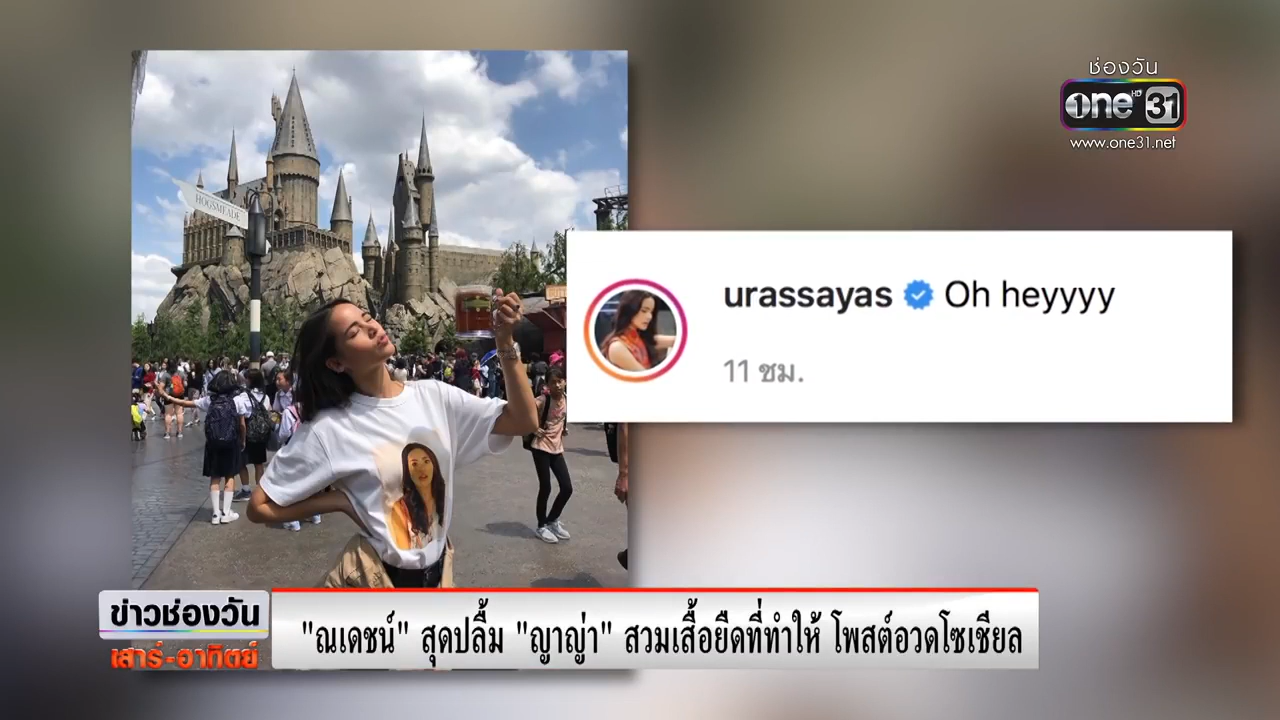 ช่องวัน
one HD 31
www.one31.net
HOGSMEADE
urassayas Oh heyyyy
11 ชม.
ข่าวช่องวัน
เสาร์-อาทิตย์
"ณเดชน์" สุดปลื้ม "ญาญ่า" สวมเสื้อยืดที่ทำให้ โพสต์อวดโซเชียล